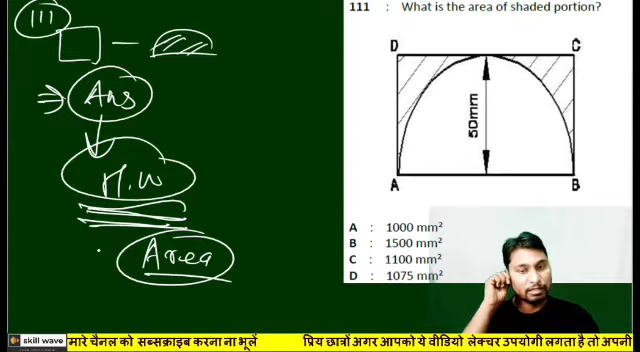 111
Ans
H.W
Area
111 : What is the area of shaded portion?
D
C
50mm
A
B
A : 1000 mm²
B : 1500 mm²
C : 1100 mm²
D : 1075 mm²
skill wave
मारे चैनल को सब्सक्राइब करना ना भूलें प्रिय छात्रों अगर आपको ये वीडियो लेक्चर उपयोगी लगता है तो अपनी